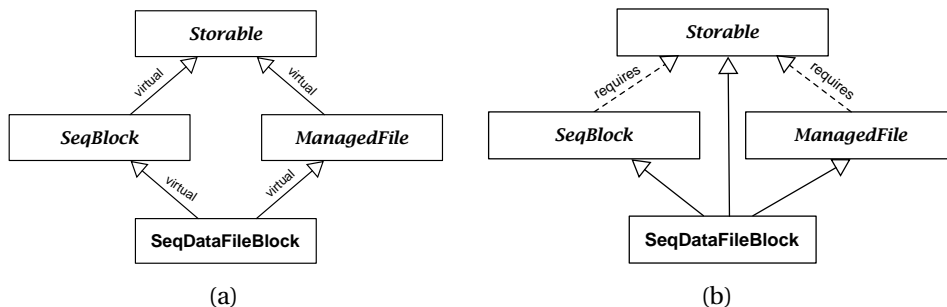 Storable
virtual
virtual
SeqBlock
ManagedFile
virtual
virtual
SeqDataFileBlock
(a)
Storable
requires
requires
SeqBlock
ManagedFile
SeqDataFileBlock
(b)